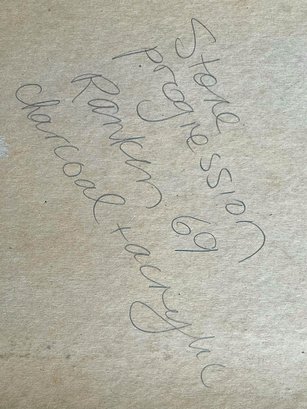 Stone
progression
Rankin 69
charcoal + acrylic